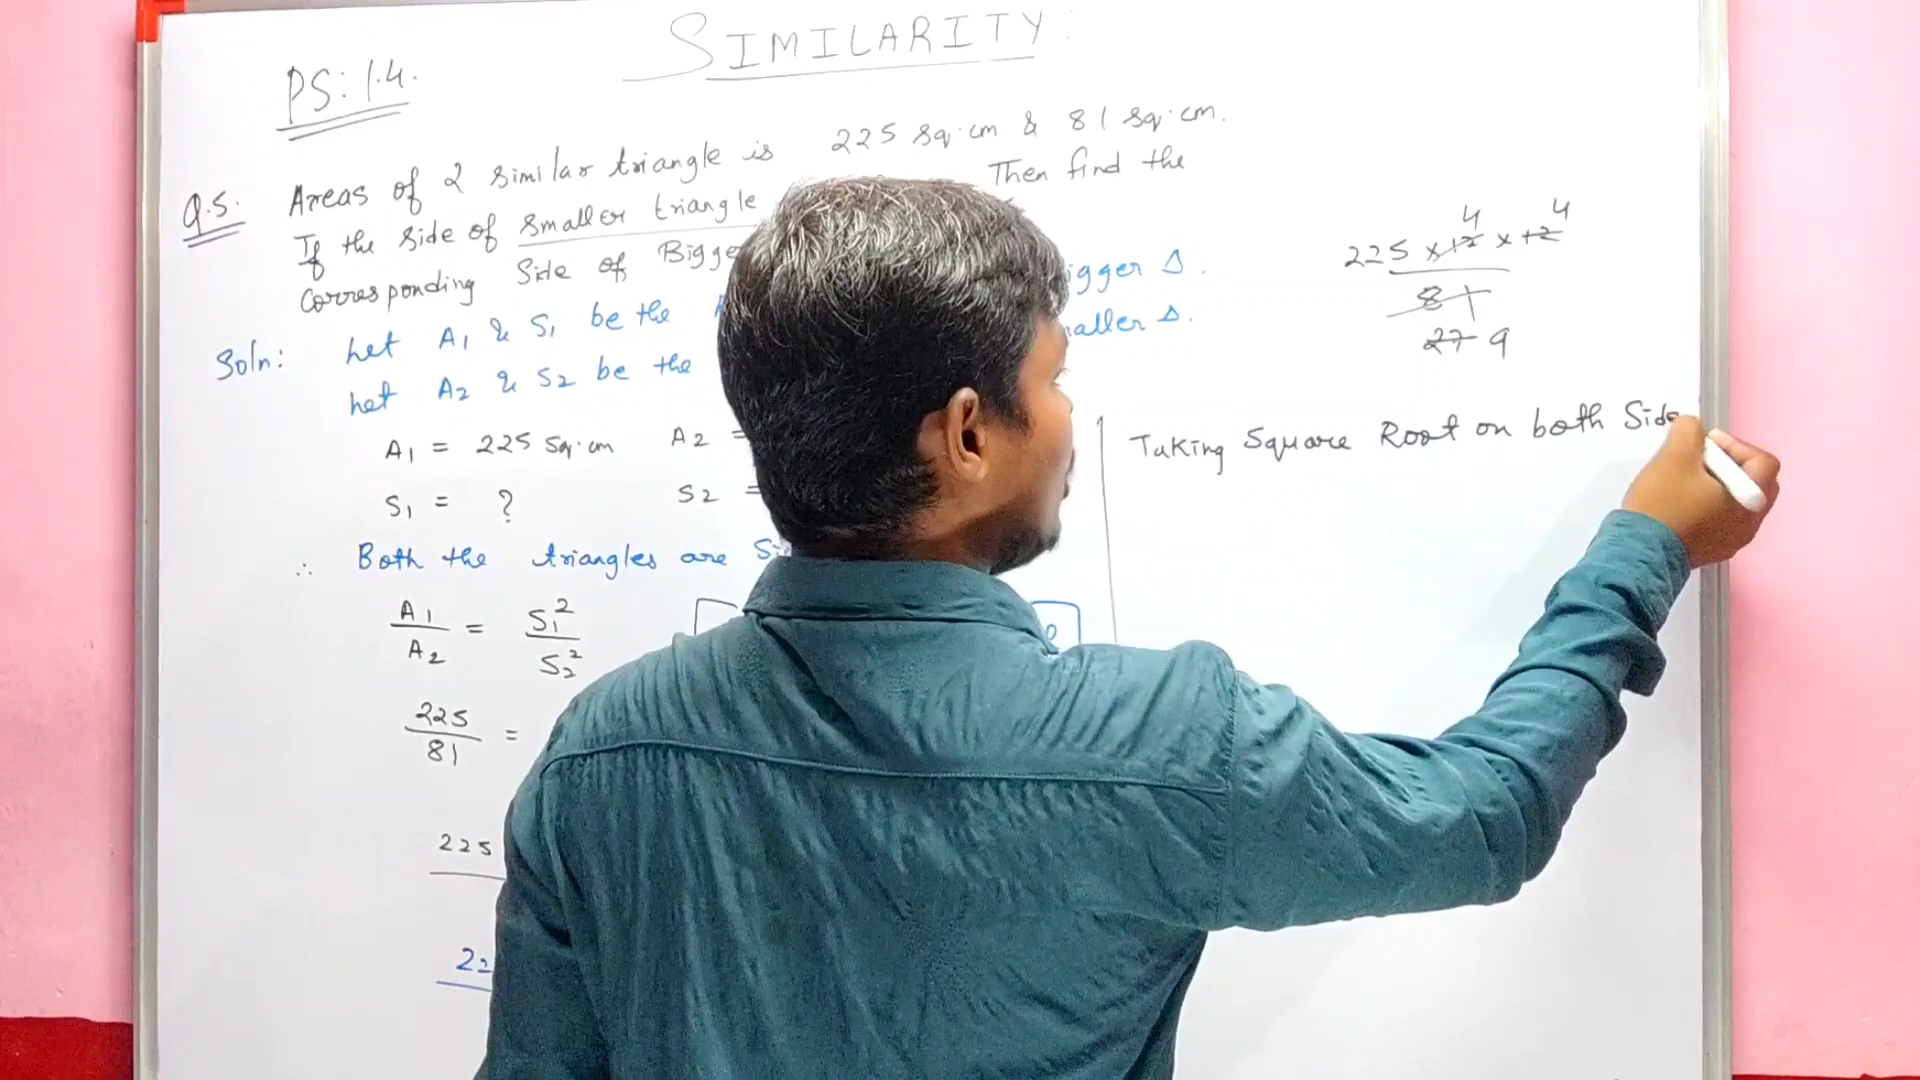 SIMILARITY:
PS: 1.4.
Q.5. Areas of 2 similar triangle is 225 sq.cm & 81 sq.cm.
If the side of smaller triangle Then find the
Corresponding Side of Bigge
Soln: Let A1 & S1 be the igger Δ.
Let A2 & S2 be the maller Δ.
A1 = 225 sq.cm A2 =
S1 = ? S2 =
∴ Both the triangles are Si
A1/A2 = S1²/S2²
225/81 =
225
22
225 x 12 x 12
4 4
81
27 9
Taking Square Root on both Side